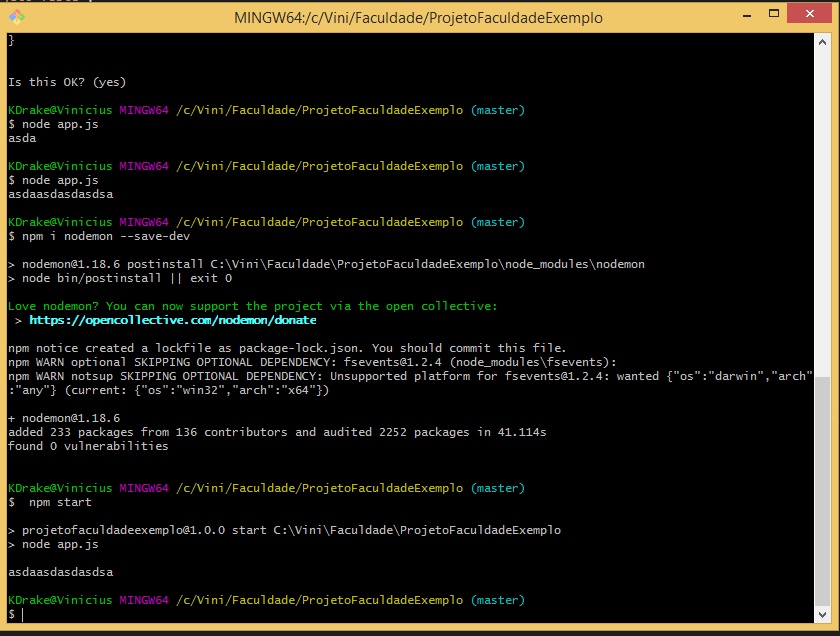 MINGW64:/c/Vini/Faculdade/ProjetoFaculdadeExemplo
}
Is this OK? (yes)
KDrake@Vinicius MINGW64 /c/Vini/Faculdade/ProjetoFaculdadeExemplo (master)
$ node app.js
asda
KDrake@Vinicius MINGW64 /c/Vini/Faculdade/ProjetoFaculdadeExemplo (master)
$ node app.js
asdaasdasdasdsa
KDrake@Vinicius MINGW64 /c/Vini/Faculdade/ProjetoFaculdadeExemplo (master)
$ npm i nodemon --save-dev
> nodemon@1.18.6 postinstall C:\Vini\Faculdade\ProjetoFaculdadeExemplo\node_modules\nodemon
> node bin/postinstall || exit 0
Love nodemon? You can now support the project via the open collective:
> https://opencollective.com/nodemon/donate
npm notice created a lockfile as package-lock.json. You should commit this file.
npm WARN optional SKIPPING OPTIONAL DEPENDENCY: fsevents@1.2.4 (node_modules\fsevents):
npm WARN notsup SKIPPING OPTIONAL DEPENDENCY: Unsupported platform for fsevents@1.2.4: wanted {"os":"darwin","arch"
:"any"} (current: {"os":"win32","arch":"x64"})
+ nodemon@1.18.6
added 233 packages from 136 contributors and audited 2252 packages in 41.114s
found 0 vulnerabilities
KDrake@Vinicius MINGW64 /c/Vini/Faculdade/ProjetoFaculdadeExemplo (master)
$  npm start
> projetofaculdadeexemplo@1.0.0 start C:\Vini\Faculdade\ProjetoFaculdadeExemplo
> node app.js
asdaasdasdasdsa
KDrake@Vinicius MINGW64 /c/Vini/Faculdade/ProjetoFaculdadeExemplo (master)
$